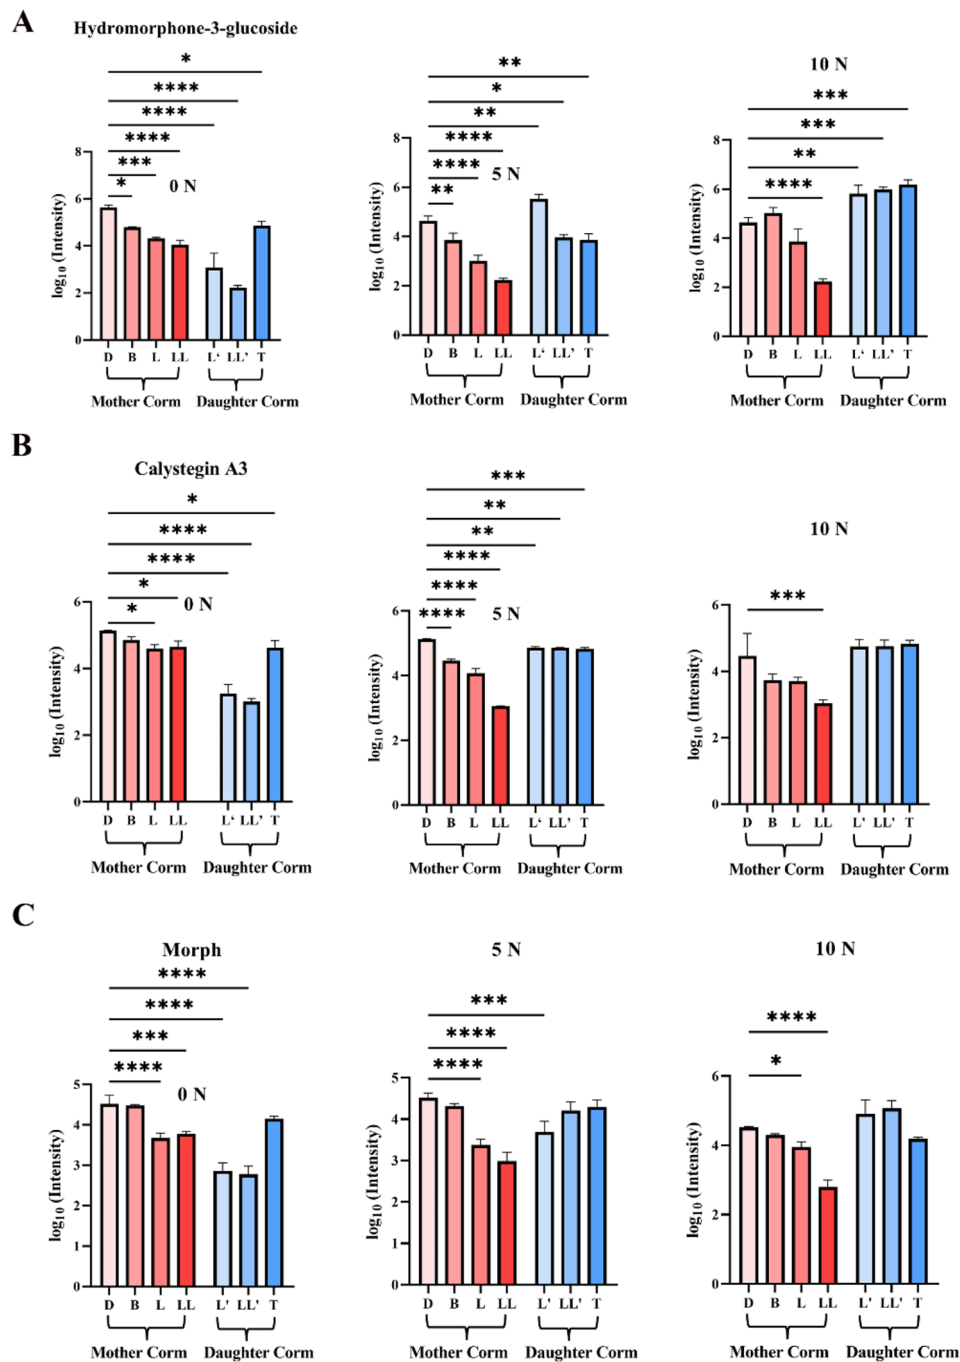 A
Hydromorphone-3-glucoside
*
****
****
****
***
*
0 N
log10 (Intensity)
8
6
4
2
0
D B L LL L‘ LL’ T
Mother Corm Daughter Corm
**
*
**
****
****
**
5 N
log10 (Intensity)
8
6
4
2
0
D B L LL L‘ LL’ T
Mother Corm Daughter Corm
10 N
***
***
**
****
log10 (Intensity)
8
6
4
2
0
D B L LL L‘ LL’ T
Mother Corm Daughter Corm
B
Calystegin A3
*
****
****
*
*
0 N
log10 (Intensity)
6
4
2
0
D B L LL L‘ LL’ T
Mother Corm Daughter Corm
***
**
**
****
****
****
5 N
log10 (Intensity)
6
4
2
0
D B L LL L‘ LL’ T
Mother Corm Daughter Corm
10 N
***
log10 (Intensity)
6
4
2
0
D B L LL L' LL' T
Mother Corm Daughter Corm
C
Morph
****
****
***
****
0 N
log10 (Intensity)
5
4
3
2
1
0
D B L LL L' LL' T
Mother Corm Daughter Corm
5 N
***
****
****
log10 (Intensity)
5
4
3
2
1
0
D B L LL L' LL' T
Mother Corm Daughter Corm
10 N
****
*
log10 (Intensity)
6
4
2
0
D B L LL L' LL' T
Mother Corm Daughter Corm